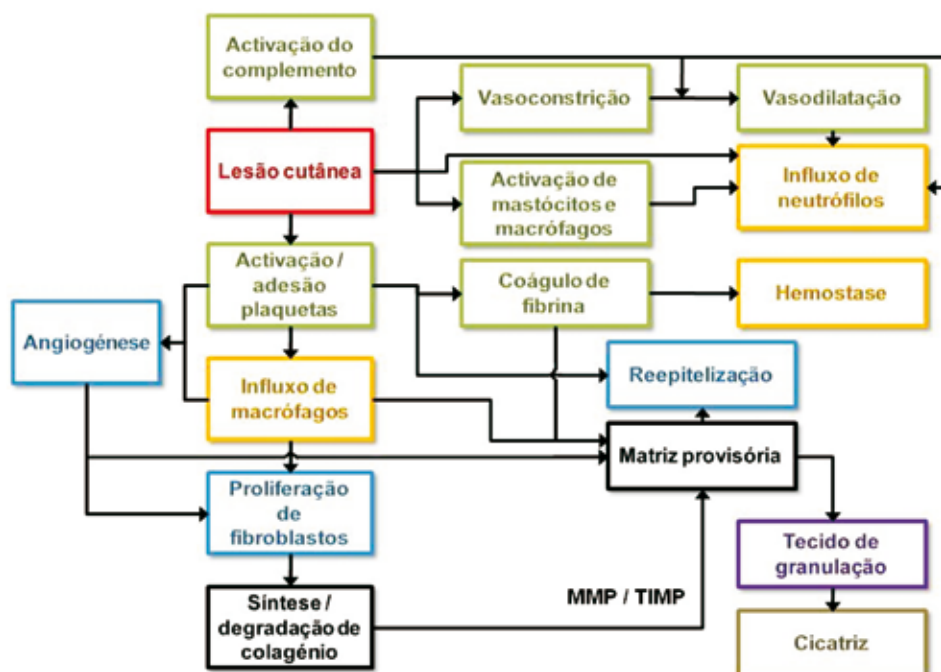 Activação do
complemento
Vasoconstrição
Vasodilatação
Lesão cutânea
Activação de
mastócitos e
macrófagos
Influxo de
neutrófilos
Activação /
adesão
plaquetas
Coágulo de
fibrina
Hemostase
Angiogénese
Influxo de
macrófagos
Reepitelização
Matriz provisória
Proliferação
de
fibroblastos
Tecido de
granulação
Síntese /
degradação de
colagénio
MMP / TIMP
Cicatriz